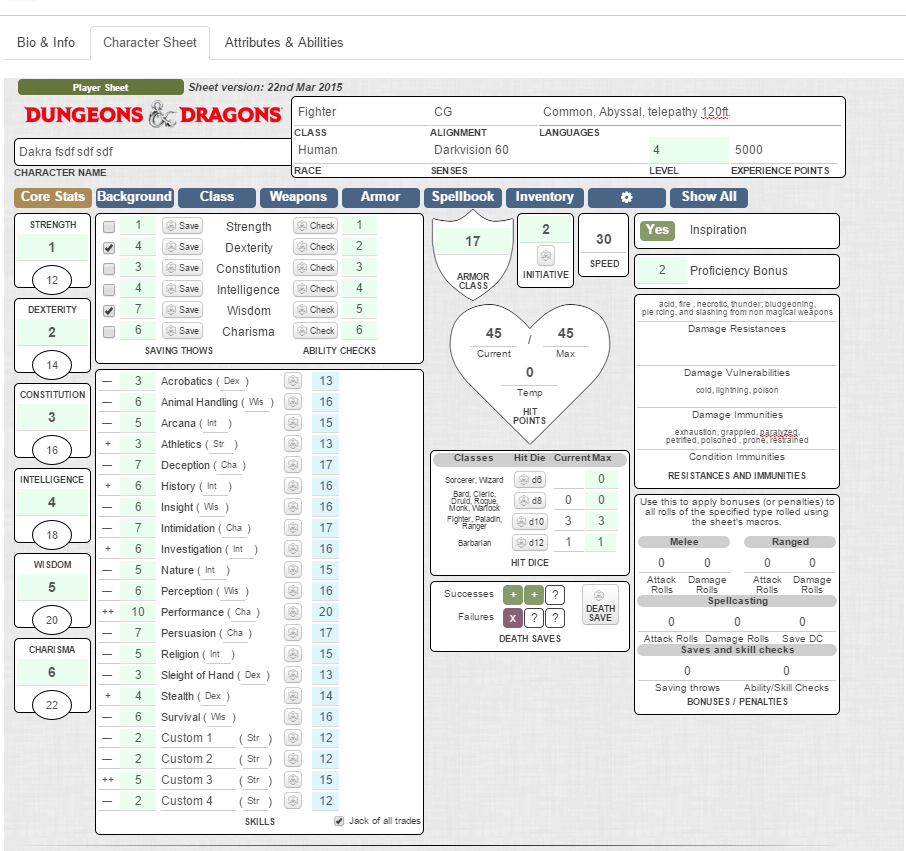 Bio & Info Character Sheet Attributes & Abilities
Player Sheet Sheet version: 22nd Mar 2015
DUNGEONS & DRAGONS
Fighter CG Common, Abyssal, telepathy 120ft.
CLASS ALIGNMENT LANGUAGES
Human Darkvision 60 4 5000
RACE SENSES LEVEL EXPERIENCE POINTS
Dakra fsdf sdf sdf
CHARACTER NAME
Core Stats Background Class Weapons Armor Spellbook Inventory Show All
STRENGTH
1
12
DEXTERITY
2
14
CONSTITUTION
3
16
INTELLIGENCE
4
18
WISDOM
5
20
CHARISMA
6
22
1 Save Strength Check 1
4 Save Dexterity Check 2
3 Save Constitution Check 3
4 Save Intelligence Check 4
7 Save Wisdom Check 5
6 Save Charisma Check 6
SAVING THOWS ABILITY CHECKS
— 3 Acrobatics ( Dex ) 13
— 6 Animal Handling ( Wis ) 16
— 5 Arcana ( Int ) 15
+ 3 Athletics ( Str ) 13
— 7 Deception ( Cha ) 17
+ 6 History ( Int ) 16
— 6 Insight ( Wis ) 16
— 7 Intimidation ( Cha ) 17
+ 6 Investigation ( Int ) 16
— 5 Nature ( Int ) 15
— 6 Perception ( Wis ) 16
++ 10 Performance ( Cha ) 20
— 7 Persuasion ( Cha ) 17
— 5 Religion ( Int ) 15
— 3 Sleight of Hand ( Dex ) 13
+ 4 Stealth ( Dex ) 14
— 6 Survival ( Wis ) 16
— 2 Custom 1 ( Str ) 12
— 2 Custom 2 ( Str ) 12
++ 5 Custom 3 ( Str ) 15
— 2 Custom 4 ( Str ) 12
SKILLS Jack of all trades
17
ARMOR
CLASS
2
INITIATIVE
30
SPEED
45 / 45
Current Max
0
Temp
HIT
POINTS
Classes Hit Die Current Max
Sorcerer, Wizard d6 0
Bard, Cleric,
Druid, Rogue,
Monk, Warlock d8 0 0
Fighter, Paladin,
Ranger d10 3 3
Barbarian d12 1 1
HIT DICE
Successes + + ?
Failures x ? ?
DEATH
SAVE
DEATH SAVES
Yes Inspiration
2 Proficiency Bonus
acid, fire , necrotic, thunder; bludgeoning,
pie rcing, and slashing from non magical weapons
Damage Resistances
Damage Vulnerabilities
cold, lightning, poison
Damage Immunities
exhaustion, grappled, paralyzed,
petrified, poisoned , prone, restrained
Condition Immunities
RESISTANCES AND IMMUNITIES
Use this to apply bonuses (or penalties) to
all rolls of the specified type rolled using
the sheet's macros.
Melee Ranged
0 0 0 0
Attack Damage Attack Damage
Rolls Rolls Rolls Rolls
Spellcasting
0 0 0
Attack Rolls Damage Rolls Save DC
Saves and skill checks
0 0
Saving throws Ability/Skill Checks
BONUSES / PENALTIES